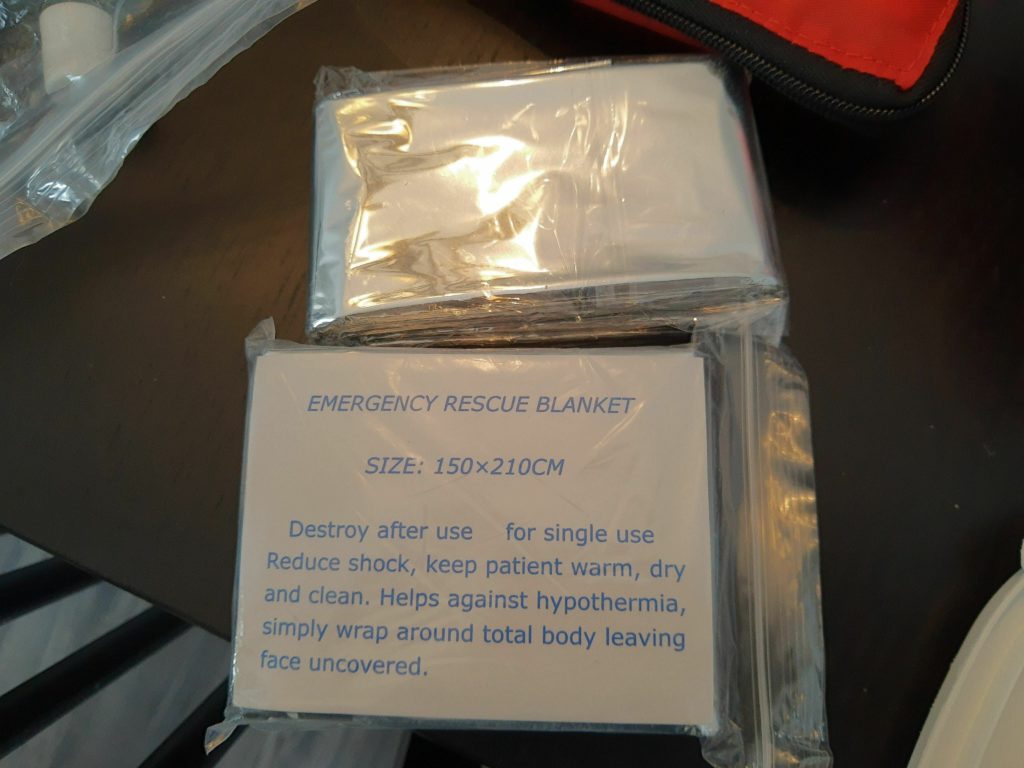 EMERGENCY RESCUE BLANKET
SIZE: 150×210CM
Destroy after use for single use
Reduce shock, keep patient warm, dry
and clean. Helps against hypothermia,
simply wrap around total body leaving
face uncovered.